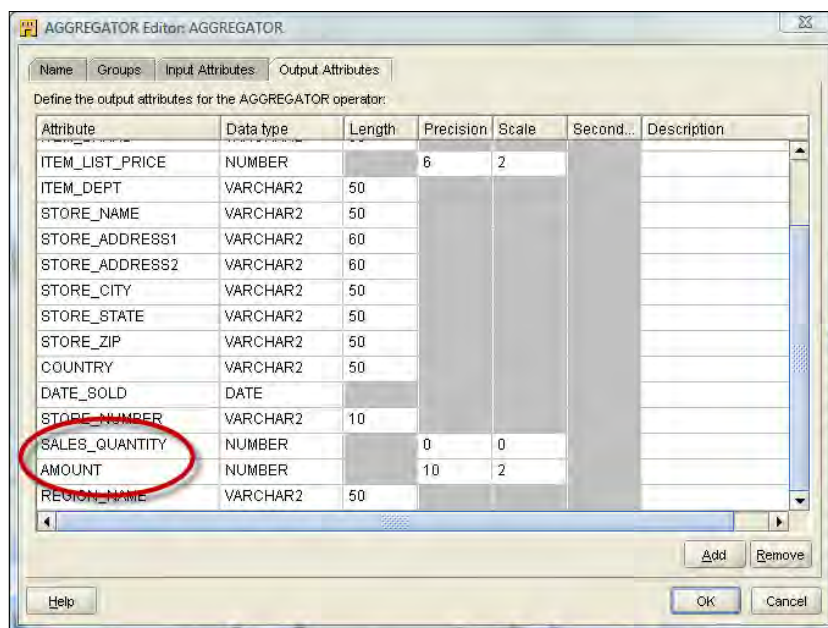 AGGREGATOR Editor: AGGREGATOR
Name Groups Input Attributes Output Attributes
Define the output attributes for the AGGREGATOR operator:
Attribute Data type Length Precision Scale Second... Description
ITEM_LIST_PRICE NUMBER 6 2
ITEM_DEPT VARCHAR2 50
STORE_NAME VARCHAR2 50
STORE_ADDRESS1 VARCHAR2 60
STORE_ADDRESS2 VARCHAR2 60
STORE_CITY VARCHAR2 50
STORE_STATE VARCHAR2 50
STORE_ZIP VARCHAR2 50
COUNTRY VARCHAR2 50
DATE_SOLD DATE
STORE_NUMBER VARCHAR2 10
SALES_QUANTITY NUMBER 0 0
AMOUNT NUMBER 10 2
REGION_NAME VARCHAR2 50
Add Remove
Help OK Cancel